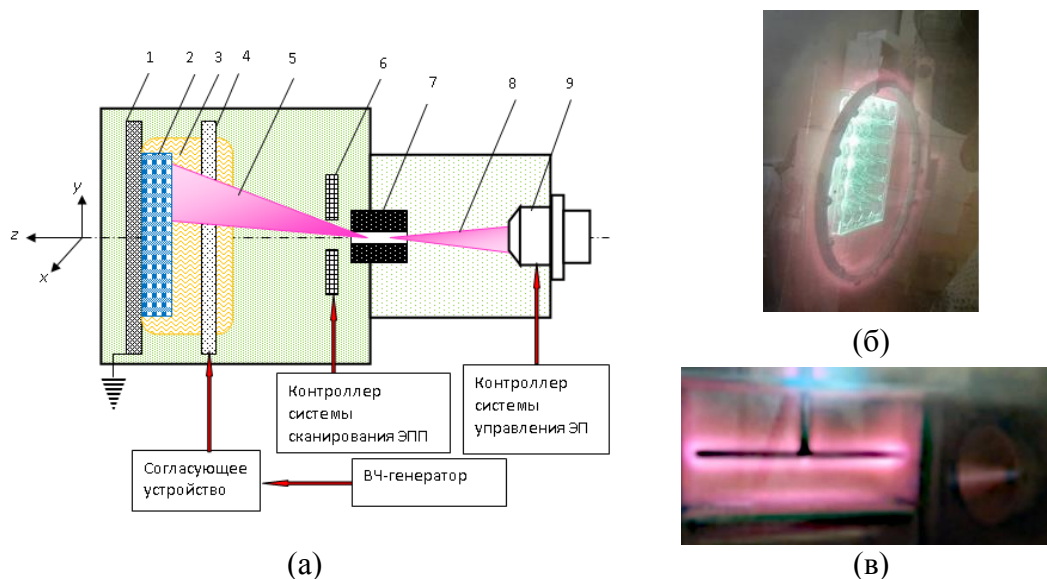 1 2 3 4 5 6 7 8 9
y
z
x
Контроллер
системы
сканирования ЭПП
Контроллер
системы
управления ЭП
Согласующее
устройство
ВЧ-генератор
(а)
(б)
(в)